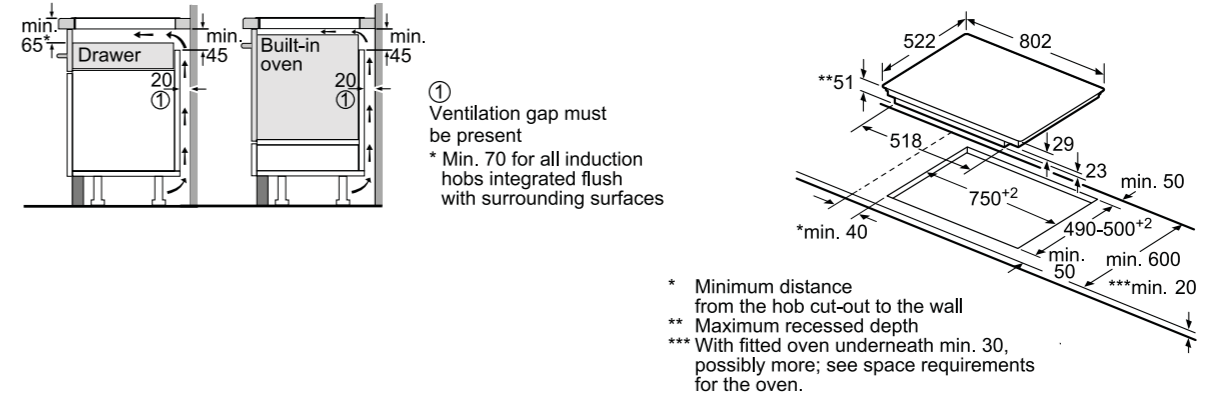 min.
65*
Drawer
min.
45
20
①
Built-in
oven
min.
45
20
①
①
Ventilation gap must
be present
* Min. 70 for all induction
hobs integrated flush
with surrounding surfaces
522
802
**51
518
29
23
min. 50
750+2
490-500+2
*min. 40
min.
50
min. 600
***min. 20
* Minimum distance
from the hob cut-out to the wall
** Maximum recessed depth
*** With fitted oven underneath min. 30,
possibly more; see space requirements
for the oven.